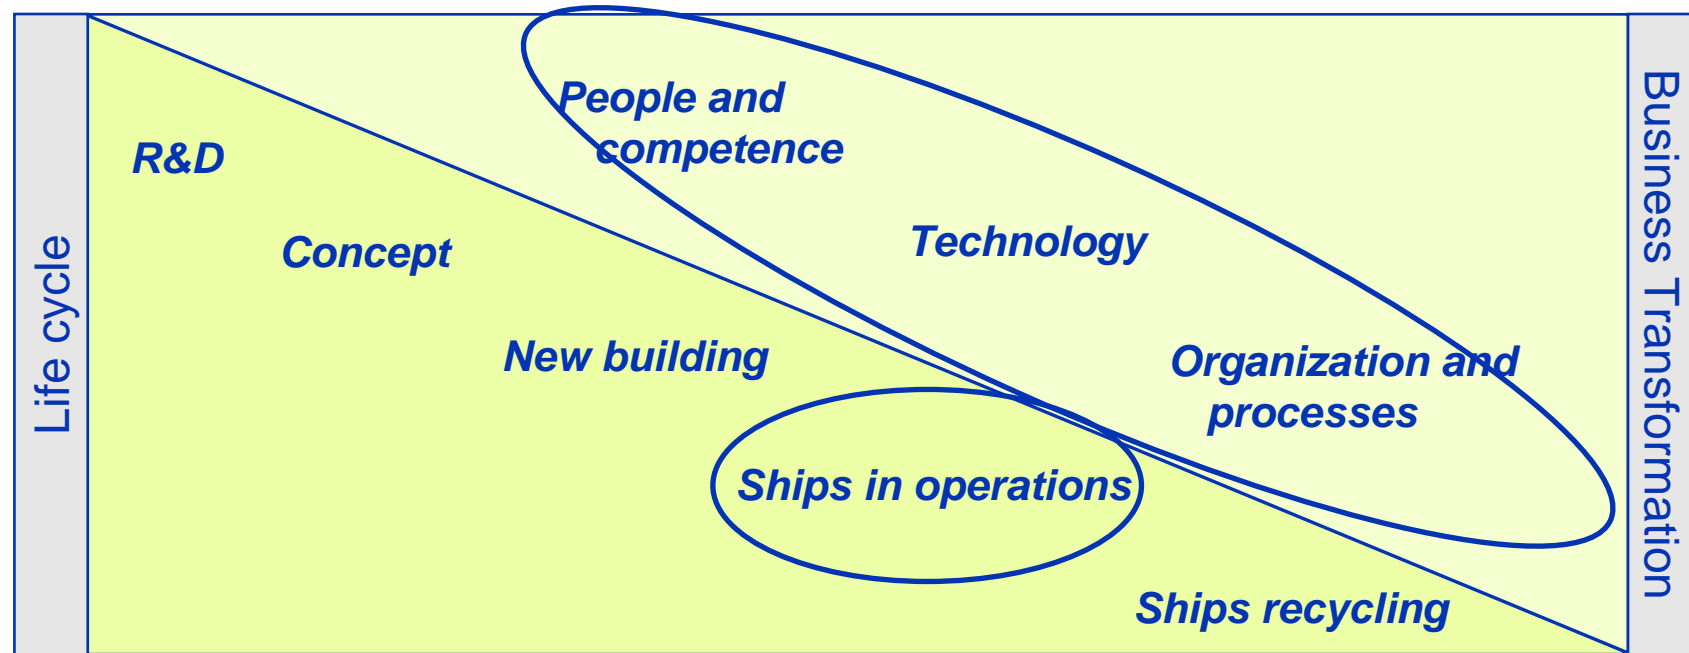 Life cycle
R&D
Concept
New building
Ships in operations
Ships recycling
People and
competence
Technology
Organization and
processes
Business Transformation